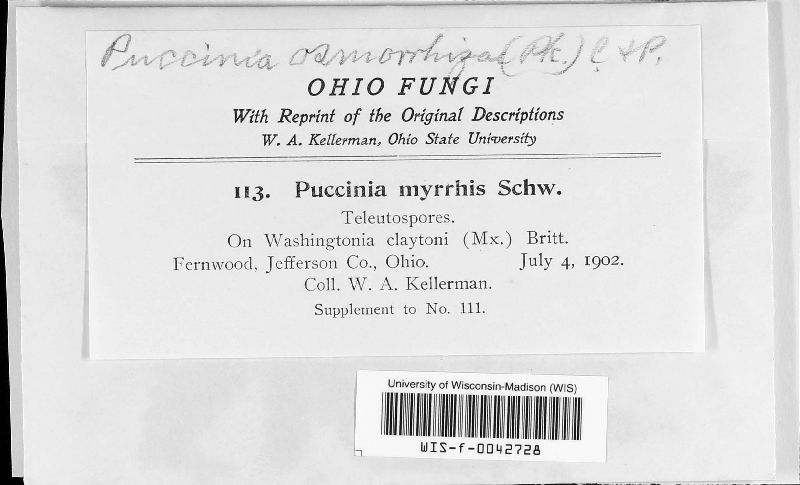 Puccinia osmorrhizae (Pk.) C & P.
OHIO FUNGI
With Reprint of the Original Descriptions
W. A. Kellerman, Ohio State University
113. Puccinia myrrhis Schw.
Teleutospores.
On Washingtonia claytoni (Mx.) Britt.
Fernwood, Jefferson Co., Ohio. July 4, 1902.
Coll. W. A. Kellerman.
Supplement to No. 111.
University of Wisconsin-Madison (WIS)
WIS-f-0042728